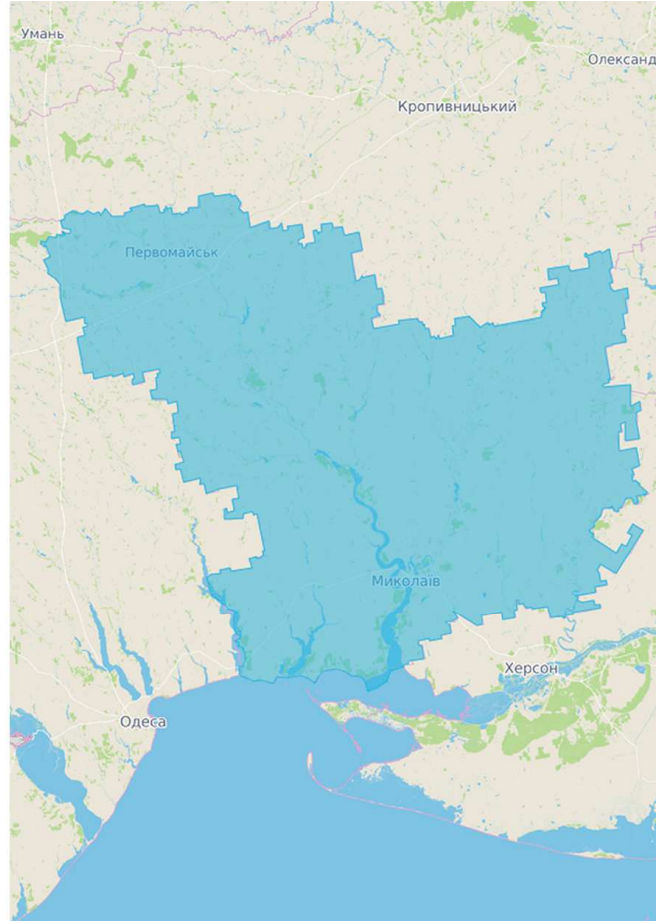 Умань
Олександ
Кропивницький
Первомайськ
Миколаїв
Херсон
Одеса